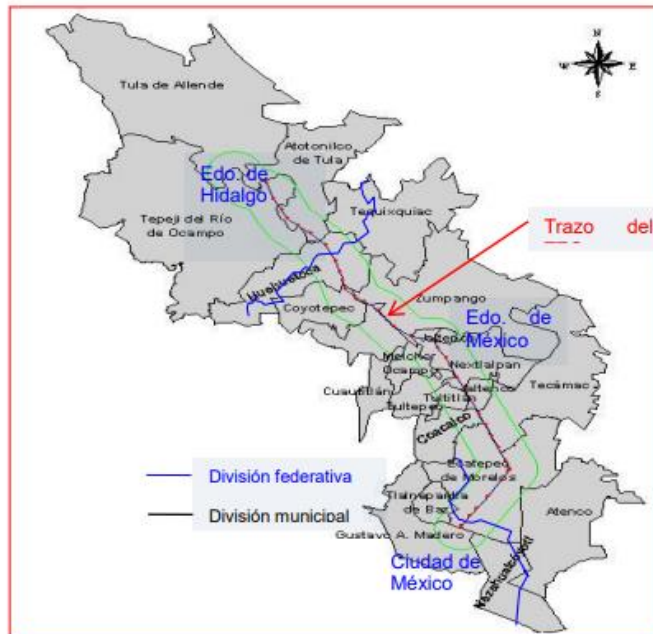 N
W E
S
Tula de Allende
Atotonilco
de Tula
Edo. de
Hidalgo
Tepeji del Río
de Ocampo
Tequixquiac
Trazo del
Huehuetoca
Zumpango
Coyotepec
Edo. de
México
Melchor
Ocampo
Nextlalpan
Jaltenco
Tecámac
Cuautitlán
Tultitlán
Tultepec
Coacalco
División federativa
Ecatepec
de Morelos
División municipal
Tlalnepantla
de Baz
Atenco
Gustavo A. Madero
Ciudad de
México
Nezahualcóyotl